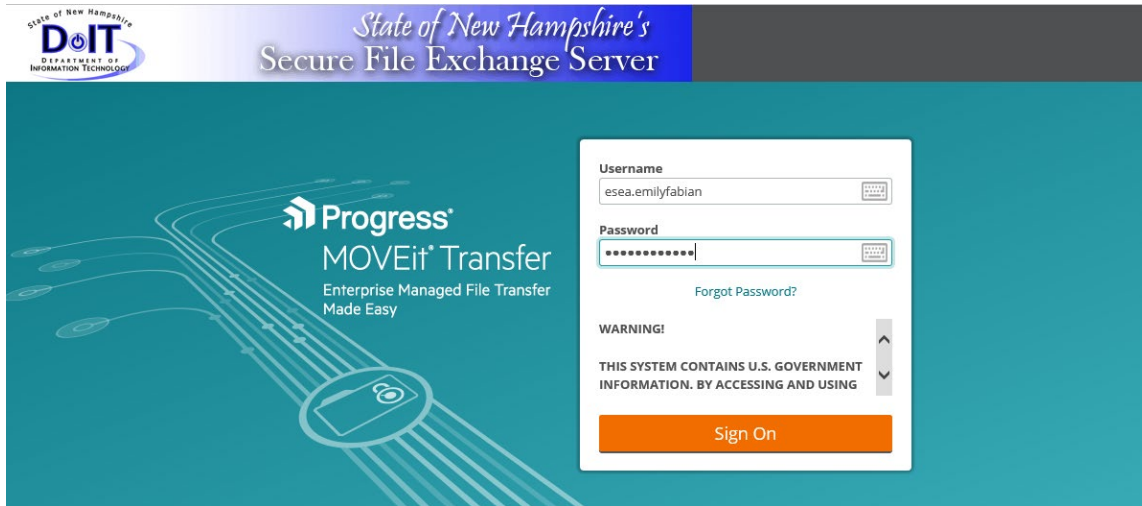 State of New Hampshire
DoIT
DEPARTMENT OF
INFORMATION TECHNOLOGY
State of New Hampshire's
Secure File Exchange Server
Progress®
MOVEit® Transfer
Enterprise Managed File Transfer
Made Easy
Username
esea.emilyfabian
Password
••••••••••••
Forgot Password?
WARNING!
THIS SYSTEM CONTAINS U.S. GOVERNMENT
INFORMATION. BY ACCESSING AND USING
Sign On